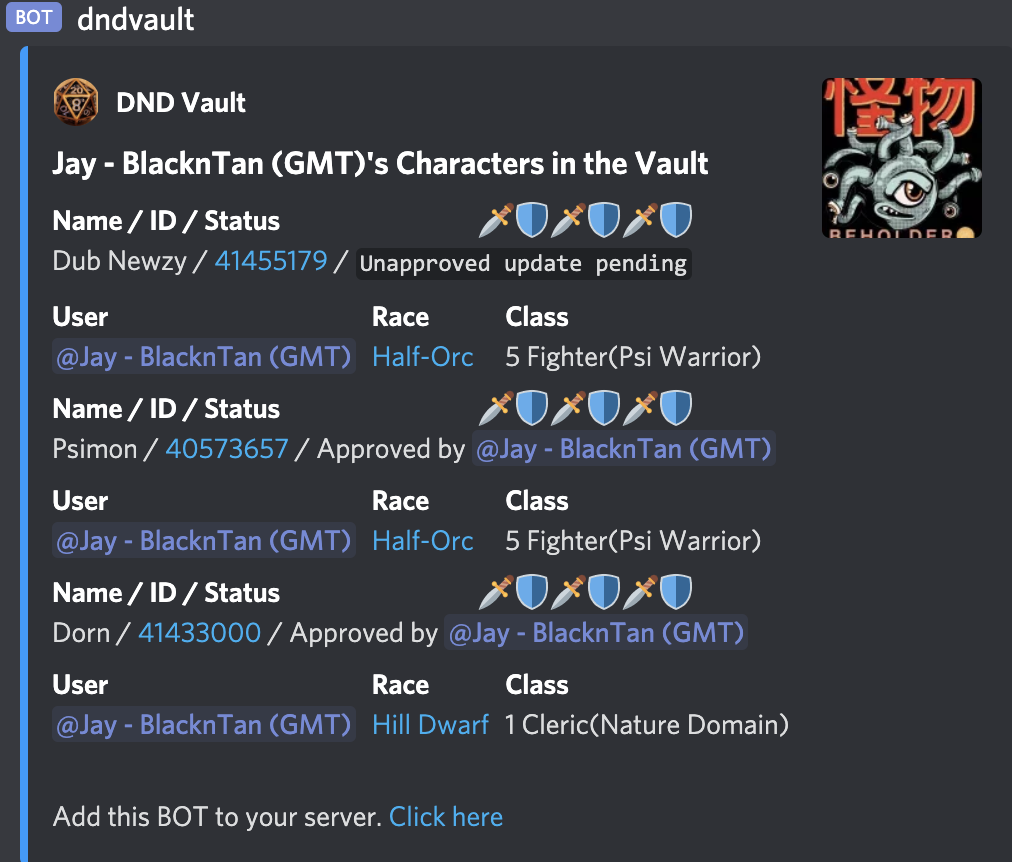 BOT dndvault
DND Vault
Jay - BlacknTan (GMT)'s Characters in the Vault
怪物
BEHOLDER
Name / ID / Status 🗡️🛡️🗡️🛡️🗡️🛡️
Dub Newzy / 41455179 / Unapproved update pending
User Race Class
@Jay - BlacknTan (GMT) Half-Orc 5 Fighter(Psi Warrior)
Name / ID / Status 🗡️🛡️🗡️🛡️🗡️🛡️
Psimon / 40573657 / Approved by @Jay - BlacknTan (GMT)
User Race Class
@Jay - BlacknTan (GMT) Half-Orc 5 Fighter(Psi Warrior)
Name / ID / Status 🗡️🛡️🗡️🛡️🗡️🛡️
Dorn / 41433000 / Approved by @Jay - BlacknTan (GMT)
User Race Class
@Jay - BlacknTan (GMT) Hill Dwarf 1 Cleric(Nature Domain)
Add this BOT to your server. Click here